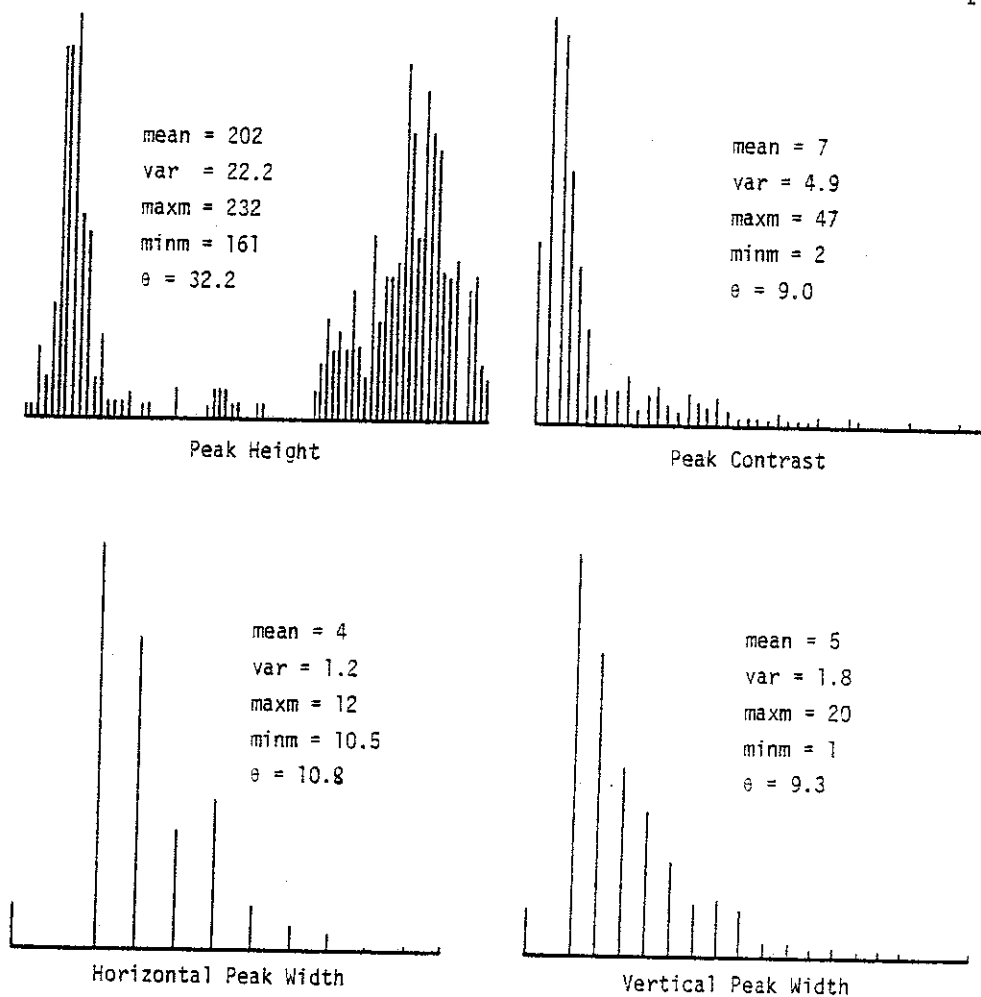 mean = 202
var = 22.2
maxm = 232
minm = 161
θ = 32.2
Peak Height
mean = 7
var = 4.9
maxm = 47
minm = 2
θ = 9.0
Peak Contrast
mean = 4
var = 1.2
maxm = 12
minm = 10.5
θ = 10.8
Horizontal Peak Width
mean = 5
var = 1.8
maxm = 20
minm = 1
θ = 9.3
Vertical Peak Width